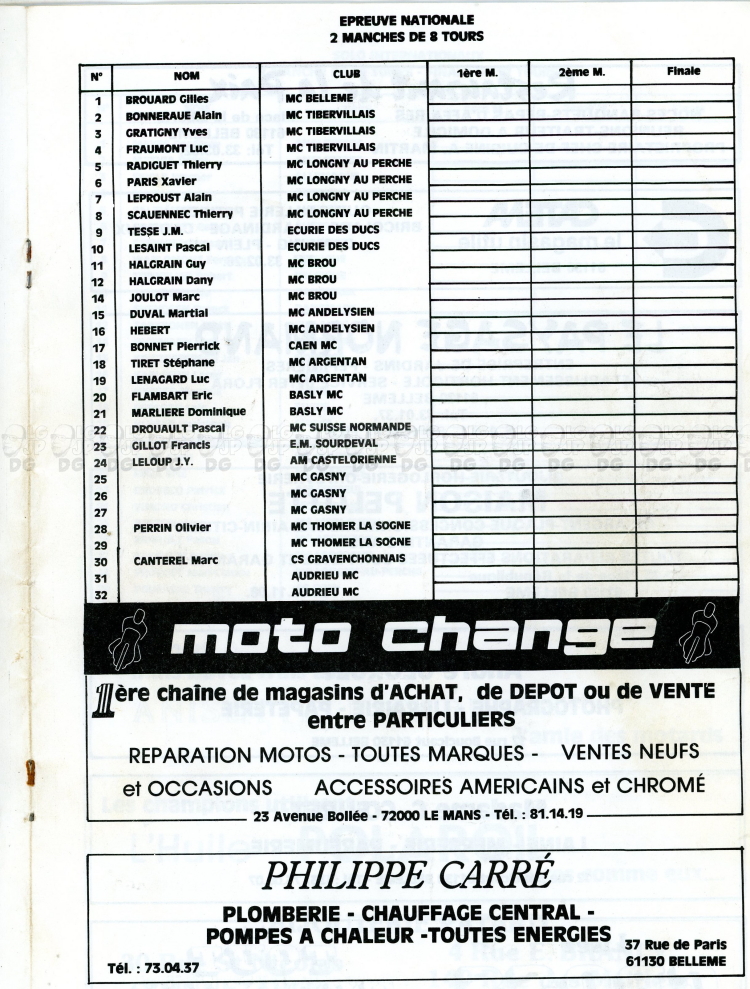 EPREUVE NATIONALE
2 MANCHES DE 8 TOURS
N° NOM CLUB 1ère M. 2ème M. Finale
1 BROUARD Gilles MC BELLEME
2 BONNERAUE Alain MC TIBERVILLAIS
3 GRATIGNY Yves MC TIBERVILLAIS
4 FRAUMONT Luc MC TIBERVILLAIS
5 RADIGUET Thierry MC LONGNY AU PERCHE
6 PARIS Xavier MC LONGNY AU PERCHE
7 LEPROUST Alain MC LONGNY AU PERCHE
8 SCAUENNEC Thierry MC LONGNY AU PERCHE
9 TESSE J.M. ECURIE DES DUCS
10 LESAINT Pascal ECURIE DES DUCS
11 HALGRAIN Guy MC BROU
12 HALGRAIN Dany MC BROU
14 JOULOT Marc MC BROU
15 DUVAL Martial MC ANDELYSIEN
16 HEBERT MC ANDELYSIEN
17 BONNET Pierrick CAEN MC
18 TIRET Stéphane MC ARGENTAN
19 LENAGARD Luc MC ARGENTAN
20 FLAMBART Eric BASLY MC
21 MARLIERE Dominique BASLY MC
22 DROUAULT Pascal MC SUISSE NORMANDE
23 GILLOT Francis E.M. SOURDEVAL
24 LELOUP J.Y. AM CASTELORIENNE
25 MC GASNY
26 MC GASNY
27 MC GASNY
28 PERRIN Olivier MC THOMER LA SOGNE
29 MC THOMER LA SOGNE
30 CANTEREL Marc CS GRAVENCHONNAIS
31 AUDRIEU MC
32 AUDRIEU MC
moto change
1ère chaîne de magasins d'ACHAT, de DEPOT ou de VENTE
entre PARTICULIERS
REPARATION MOTOS - TOUTES MARQUES - VENTES NEUFS
et OCCASIONS ACCESSOIRES AMERICAINS et CHROMÉ
23 Avenue Bollée - 72000 LE MANS - Tél. : 81.14.19
PHILIPPE CARRÉ
PLOMBERIE - CHAUFFAGE CENTRAL -
POMPES A CHALEUR -TOUTES ENERGIES
37 Rue de Paris
Tél. : 73.04.37 61130 BELLEME